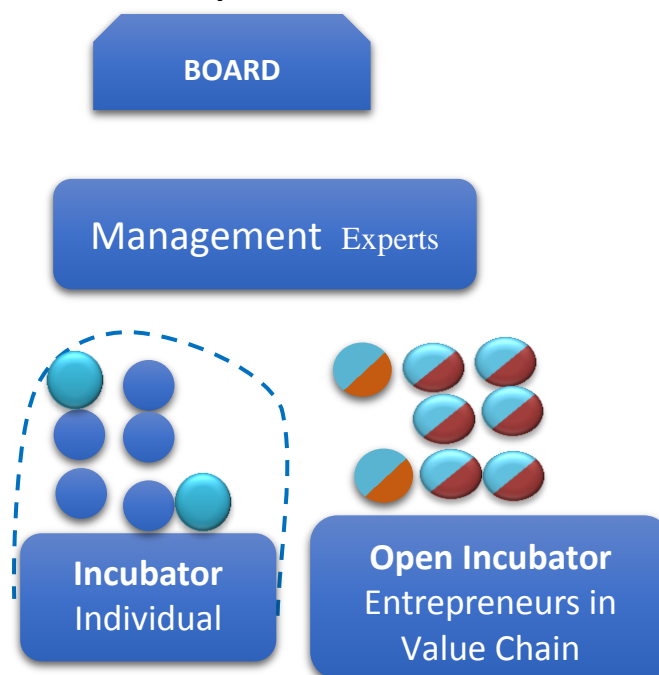 BOARD
Management Experts
Incubator
Individual
Open Incubator
Entrepreneurs in
Value Chain